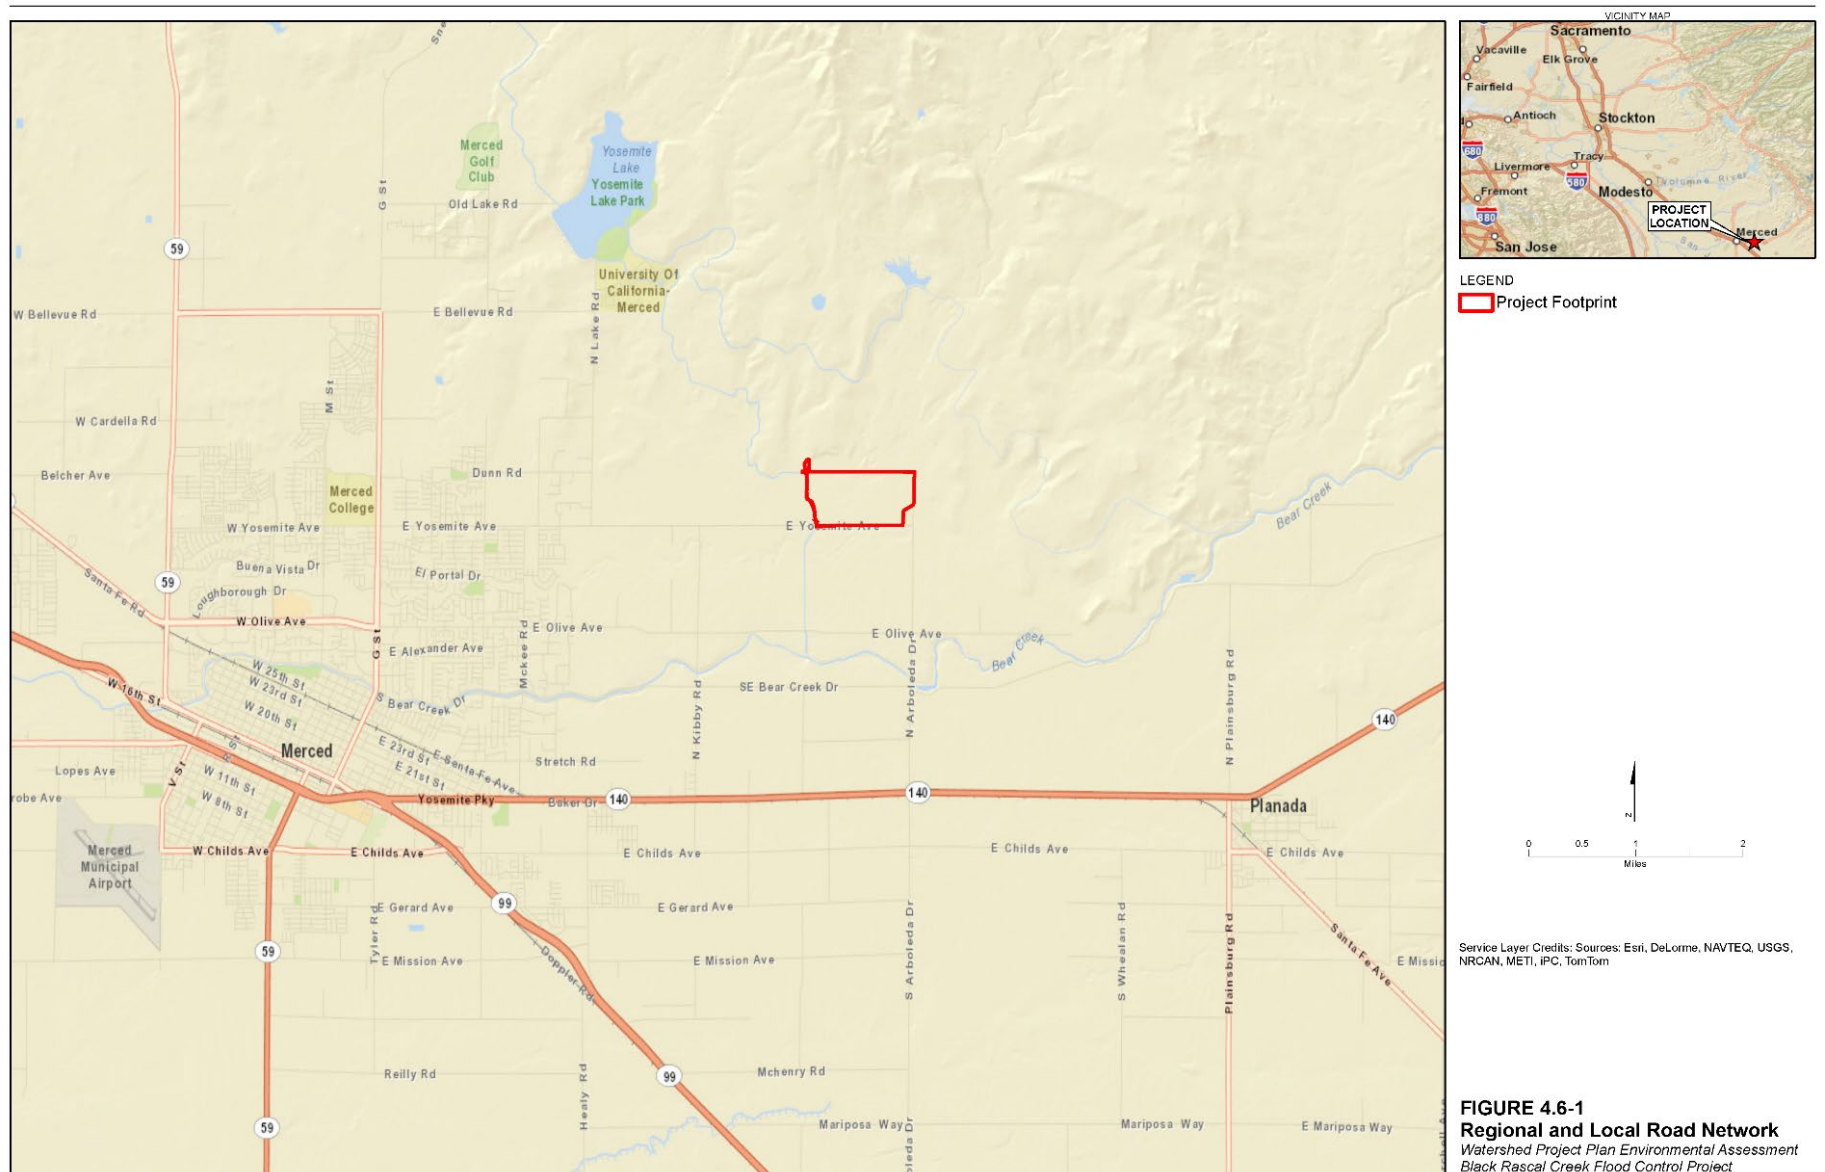 VICINITY MAP
Sacramento
Vacaville
Elk Grove
Fairfield
Antioch
Stockton
680
Livermore
Tracy
580
Fremont
Modesto
Tuolumne River
880
PROJECT
LOCATION
Merced
San
San Jose
LEGEND
Project Footprint
Merced
Golf
Club
Yosemite
Lake
Yosemite
Lake Park
G St
Old Lake Rd
59
University Of
California-
Merced
W Bellevue Rd
E Bellevue Rd
N Lake Rd
M St
W Cardella Rd
Belcher Ave
Dunn Rd
Merced
College
W Yosemite Ave
E Yosemite Ave
E Yosemite Ave
Bear Creek
Buena Vista Dr
El Portal Dr
59
Santa Fe Rd
Loughborough Dr
W Olive Ave
E Olive Ave
E Olive Ave
G St
E Alexander Ave
Mckee Rd
Bear Creek
N Arboleda Dr
W 25th St
W 23rd St
W 20th St
W 16th St
S Bear Creek Dr
SE Bear Creek Dr
N Kibby Rd
N Plainsburg Rd
140
Merced
R St
E 23rd St
E Santa Fe Ave
E 21st St
Stretch Rd
Lopes Ave
V St
W 11th St
W 8th St
robe Ave
Yosemite Pky
Baker Dr
140
140
Planada
Merced
Municipal
Airport
W Childs Ave
E Childs Ave
E Childs Ave
E Childs Ave
E Childs Ave
E Gerard Ave
99
E Gerard Ave
Tyler Rd
S Arboleda Dr
S Whealan Rd
Plainsburg Rd
Santa Fe Ave
59
E Mission Ave
Doppler Rd
E Mission Ave
E Missio
Reilly Rd
Healy Rd
99
Mchenry Rd
59
Mariposa Way
Mariposa Way
E Mariposa Way
N
0 0.5 1 2
Miles
Service Layer Credits: Sources: Esri, DeLorme, NAVTEQ, USGS,
NRCAN, METI, iPC, TomTom
FIGURE 4.6-1
Regional and Local Road Network
Watershed Project Plan Environmental Assessment
Black Rascal Creek Flood Control Project